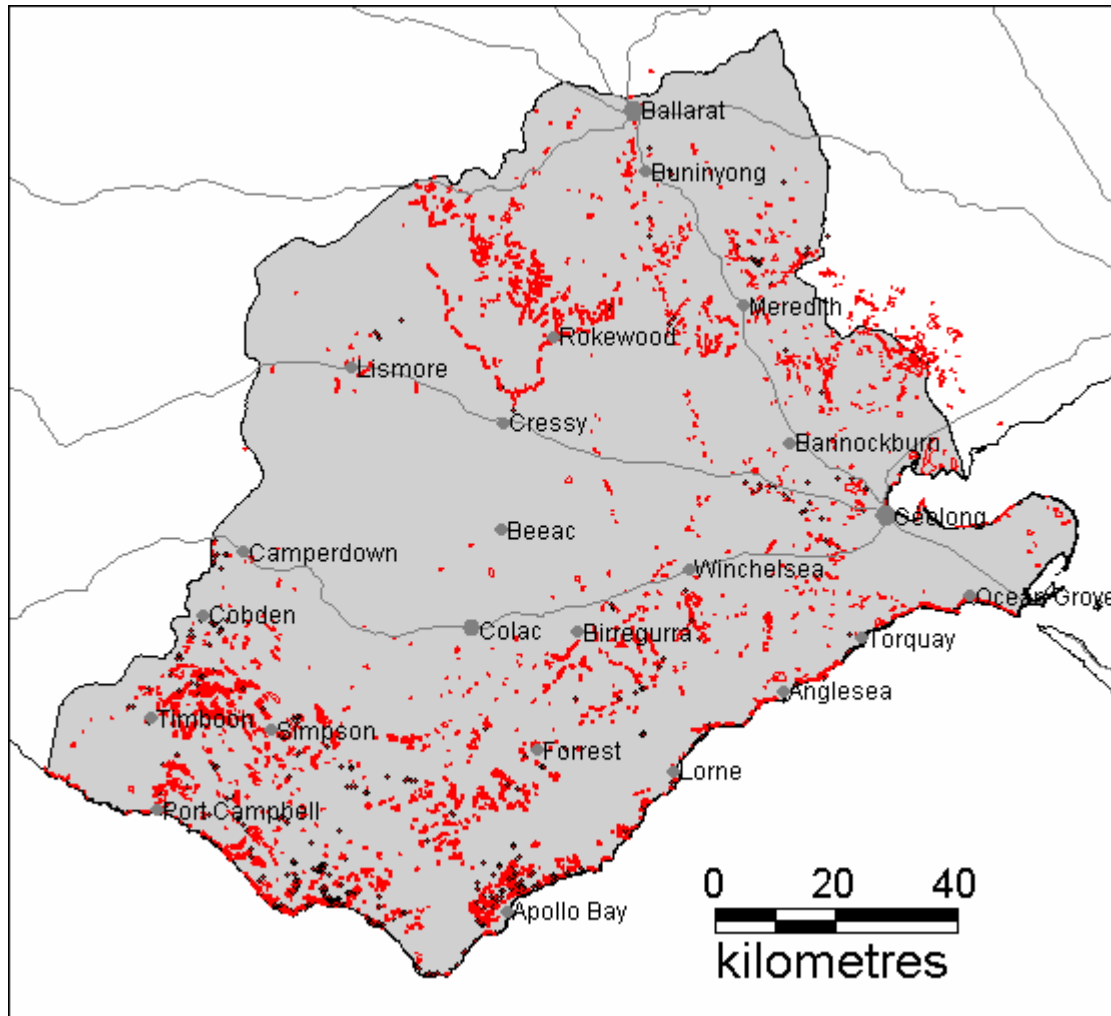 Ballarat
Buninyong
Meredith
Rokewood
Lismore
Cressy
Bannockburn
Geelong
Beeac
Camperdown
Winchelsea
Ocean Grove
Cobden
Colac
Birregurra
Torquay
Anglesea
Timboon
Simpson
Forrest
Lorne
Port Campbell
0 20 40
Apollo Bay
kilometres